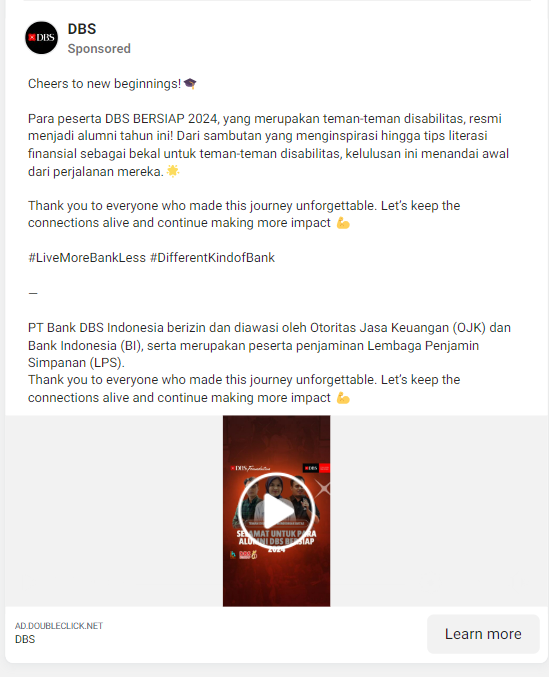 DBS
DBS
Sponsored
Cheers to new beginnings! 🎓
Para peserta DBS BERSIAP 2024, yang merupakan teman-teman disabilitas, resmi
menjadi alumni tahun ini! Dari sambutan yang menginspirasi hingga tips literasi
finansial sebagai bekal untuk teman-teman disabilitas, kelulusan ini menandai awal
dari perjalanan mereka. 🌟
Thank you to everyone who made this journey unforgettable. Let’s keep the
connections alive and continue making more impact 💪
#LiveMoreBankLess #DifferentKindofBank
—
PT Bank DBS Indonesia berizin dan diawasi oleh Otoritas Jasa Keuangan (OJK) dan
Bank Indonesia (BI), serta merupakan peserta penjaminan Lembaga Penjamin
Simpanan (LPS).
Thank you to everyone who made this journey unforgettable. Let’s keep the
connections alive and continue making more impact 💪
DBS Foundation
DBS
SELAMAT UNTUK PARA
ALUMNI DBS BERSIAP
2024
AD.DOUBLECLICK.NET
DBS
Learn more